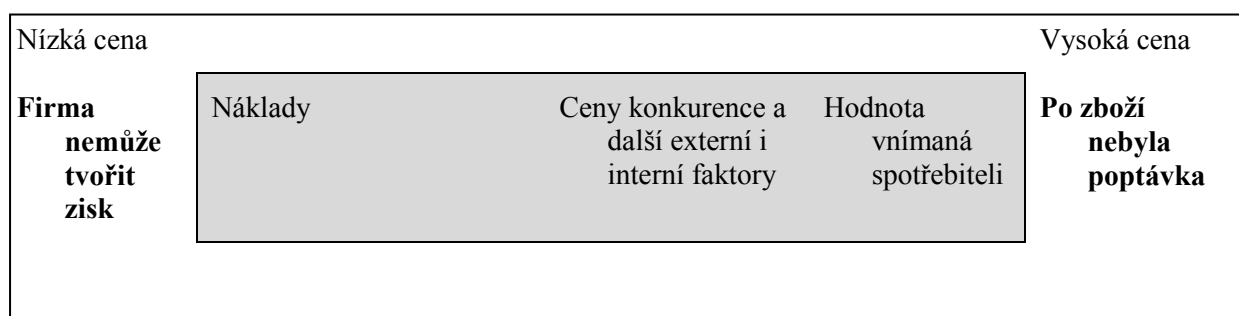 Nízká cena
Vysoká cena
Firma
nemůže
tvořit
zisk
Náklady
Ceny konkurence a
další externí i
interní faktory
Hodnota
vnímaná
spotřebiteli
Po zboží
nebyla
poptávka